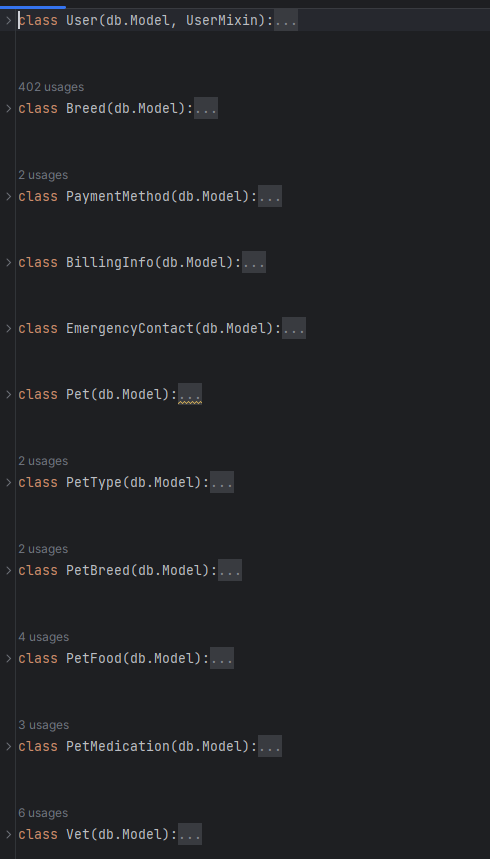 class User(db.Model, UserMixin):...
402 usages
class Breed(db.Model):...
2 usages
class PaymentMethod(db.Model):...
class BillingInfo(db.Model):...
class EmergencyContact(db.Model):...
class Pet(db.Model):...
2 usages
class PetType(db.Model):...
2 usages
class PetBreed(db.Model):...
4 usages
class PetFood(db.Model):...
3 usages
class PetMedication(db.Model):...
6 usages
class Vet(db.Model):...